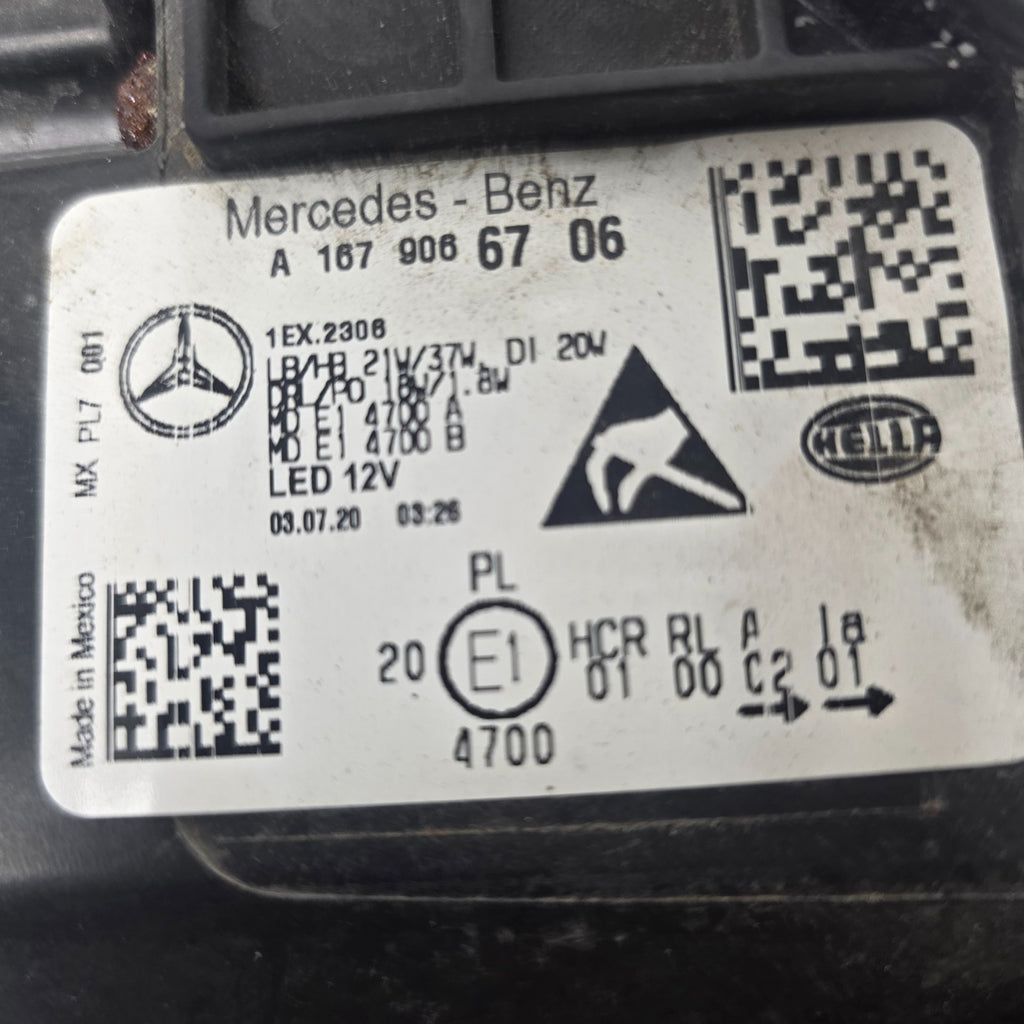 Mercedes - Benz
A 167 906 67 06
1EX.2306
LB/HB 21W/37W, DI 20W
DRL/PO 18W/1.8W
MD E1 4700 A
MD E1 4700 B
LED 12V
03.07.20 03:26
MX PL7 001
HELLA
Made in Mexico
PL
20 E1 HCR RL A 1a
01 00 02 01
4700